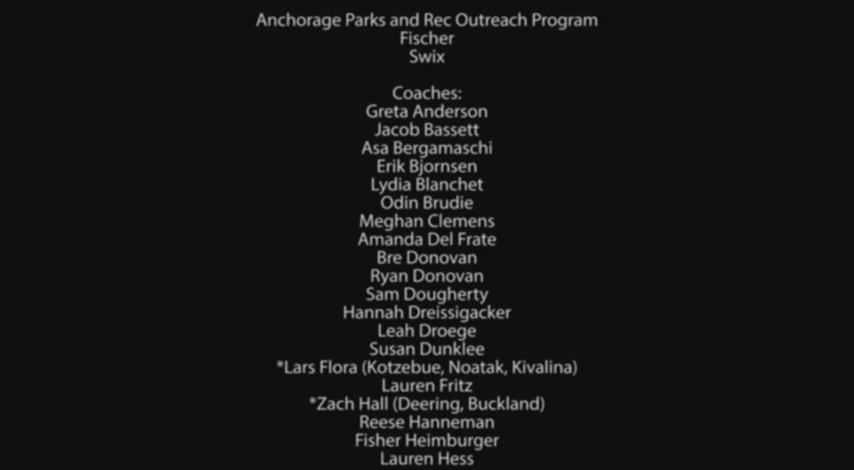 Anchorage Parks and Rec Outreach Program
Fischer
Swix
Coaches:
Greta Anderson
Jacob Bassett
Asa Bergamaschi
Erik Bjornsen
Lydia Blanchet
Odin Brudie
Meghan Clemens
Amanda Del Frate
Bre Donovan
Ryan Donovan
Sam Dougherty
Hannah Dreissigacker
Leah Droege
Susan Dunklee
*Lars Flora (Kotzebue, Noatak, Kivalina)
Lauren Fritz
*Zach Hall (Deering, Buckland)
Reese Hanneman
Fisher Heimburger
Lauren Hess